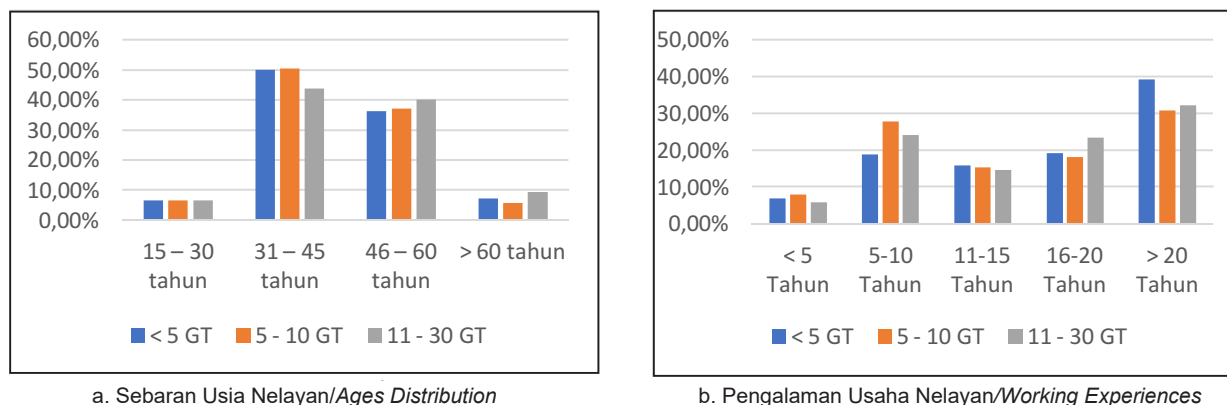 60,00%
50,00%
40,00%
30,00%
20,00%
10,00%
0,00%
15 – 30 tahun
31 – 45 tahun
46 – 60 tahun
> 60 tahun
< 5 GT 5 - 10 GT 11 - 30 GT
a. Sebaran Usia Nelayan/Ages Distribution
50,00%
40,00%
30,00%
20,00%
10,00%
0,00%
< 5 Tahun
5-10 Tahun
11-15 Tahun
16-20 Tahun
> 20 Tahun
< 5 GT 5 - 10 GT 11 - 30 GT
b. Pengalaman Usaha Nelayan/Working Experiences